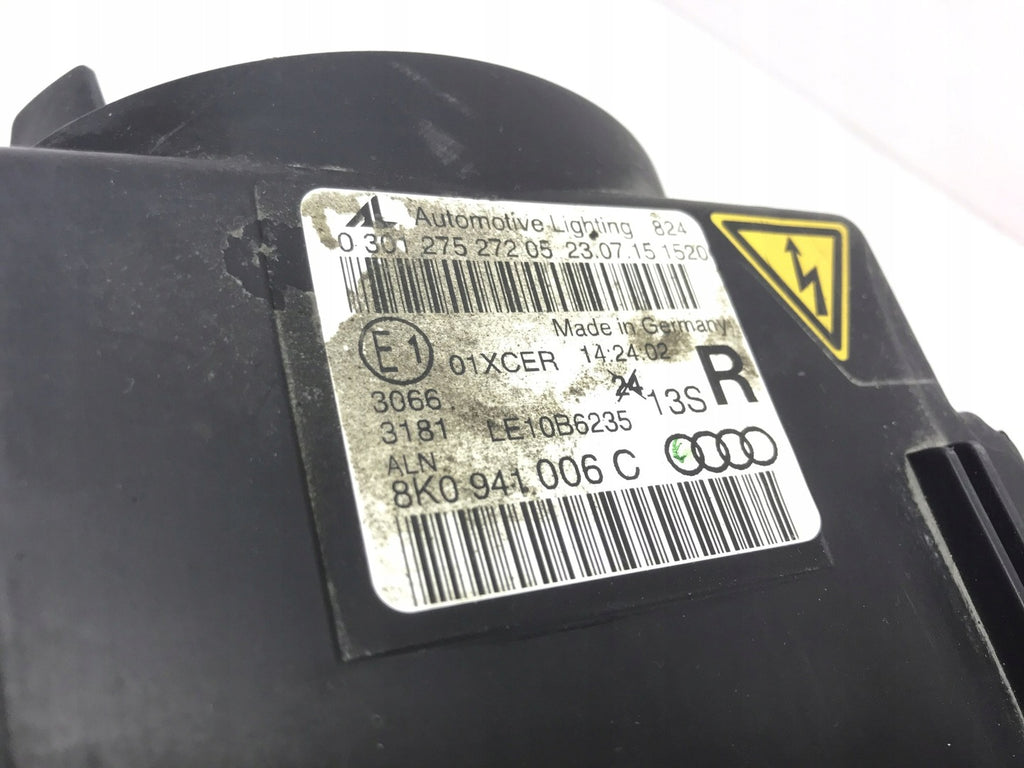 AL Automotive Lighting 824
0 301 275 272 05 23.07.15 1520
Made in Germany
E1 01XCER 14:24:02
R
3066 24 13S
3181 LE10B6235
ALN
8K0 941 006 C